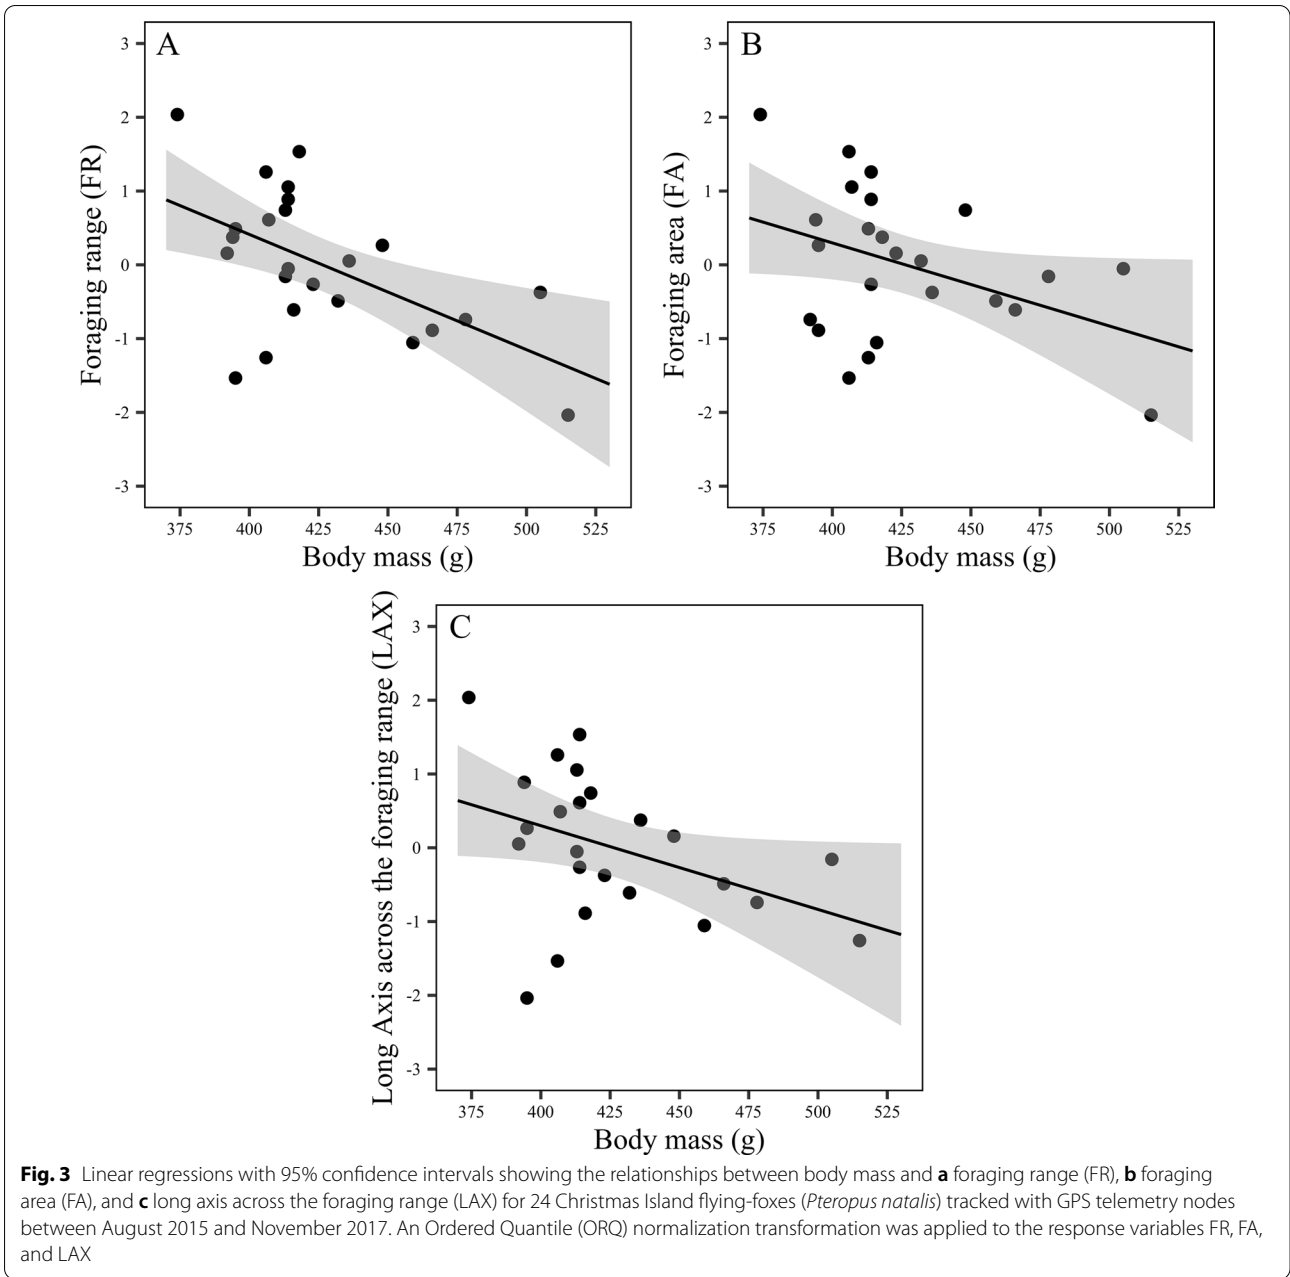 A
Foraging range (FR)
3
2
1
0
-1
-2
-3
375 400 425 450 475 500 525
Body mass (g)
B
Foraging area (FA)
3
2
1
0
-1
-2
-3
375 400 425 450 475 500 525
Body mass (g)
C
Long Axis across the foraging range (LAX)
3
2
1
0
-1
-2
-3
375 400 425 450 475 500 525
Body mass (g)
Fig. 3 Linear regressions with 95% confidence intervals showing the relationships between body mass and a foraging range (FR), b foraging
area (FA), and c long axis across the foraging range (LAX) for 24 Christmas Island flying-foxes (Pteropus natalis) tracked with GPS telemetry nodes
between August 2015 and November 2017. An Ordered Quantile (ORQ) normalization transformation was applied to the response variables FR, FA,
and LAX